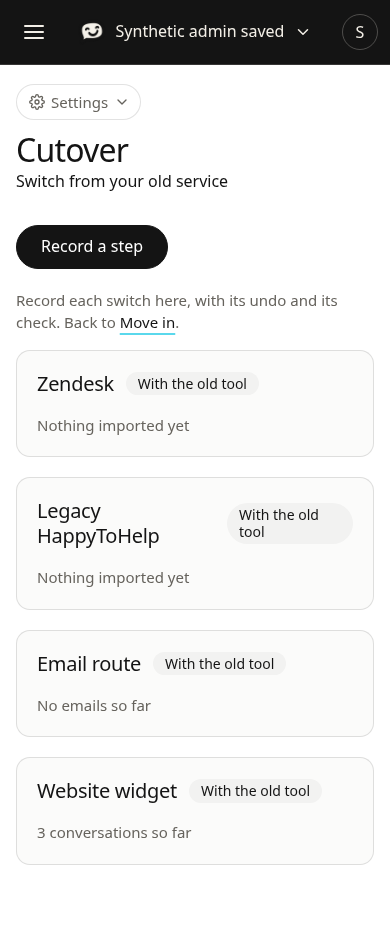 Synthetic admin saved
S
Settings
Cutover
Switch from your old service
Record a step
Record each switch here, with its undo and its
check. Back to Move in.
Zendesk
With the old tool
Nothing imported yet
Legacy
HappyToHelp
With the old
tool
Nothing imported yet
Email route
With the old tool
No emails so far
Website widget
With the old tool
3 conversations so far